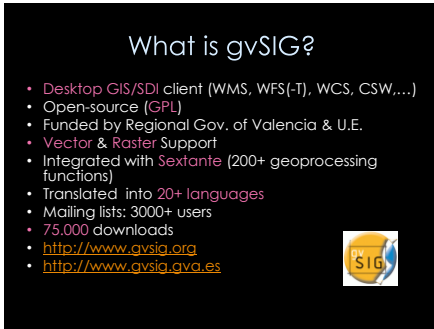 What is gvSIG?
• Desktop GIS/SDI client (WMS, WFS(-T), WCS, CSW,…)
• Open-source (GPL)
• Funded by Regional Gov. of Valencia & U.E.
• Vector & Raster Support
• Integrated with Sextante (200+ geoprocessing
functions)
• Translated into 20+ languages
• Mailing lists: 3000+ users
• 75.000 downloads
• http://www.gvsig.org
• http://www.gvsig.gva.es
gv
SIG